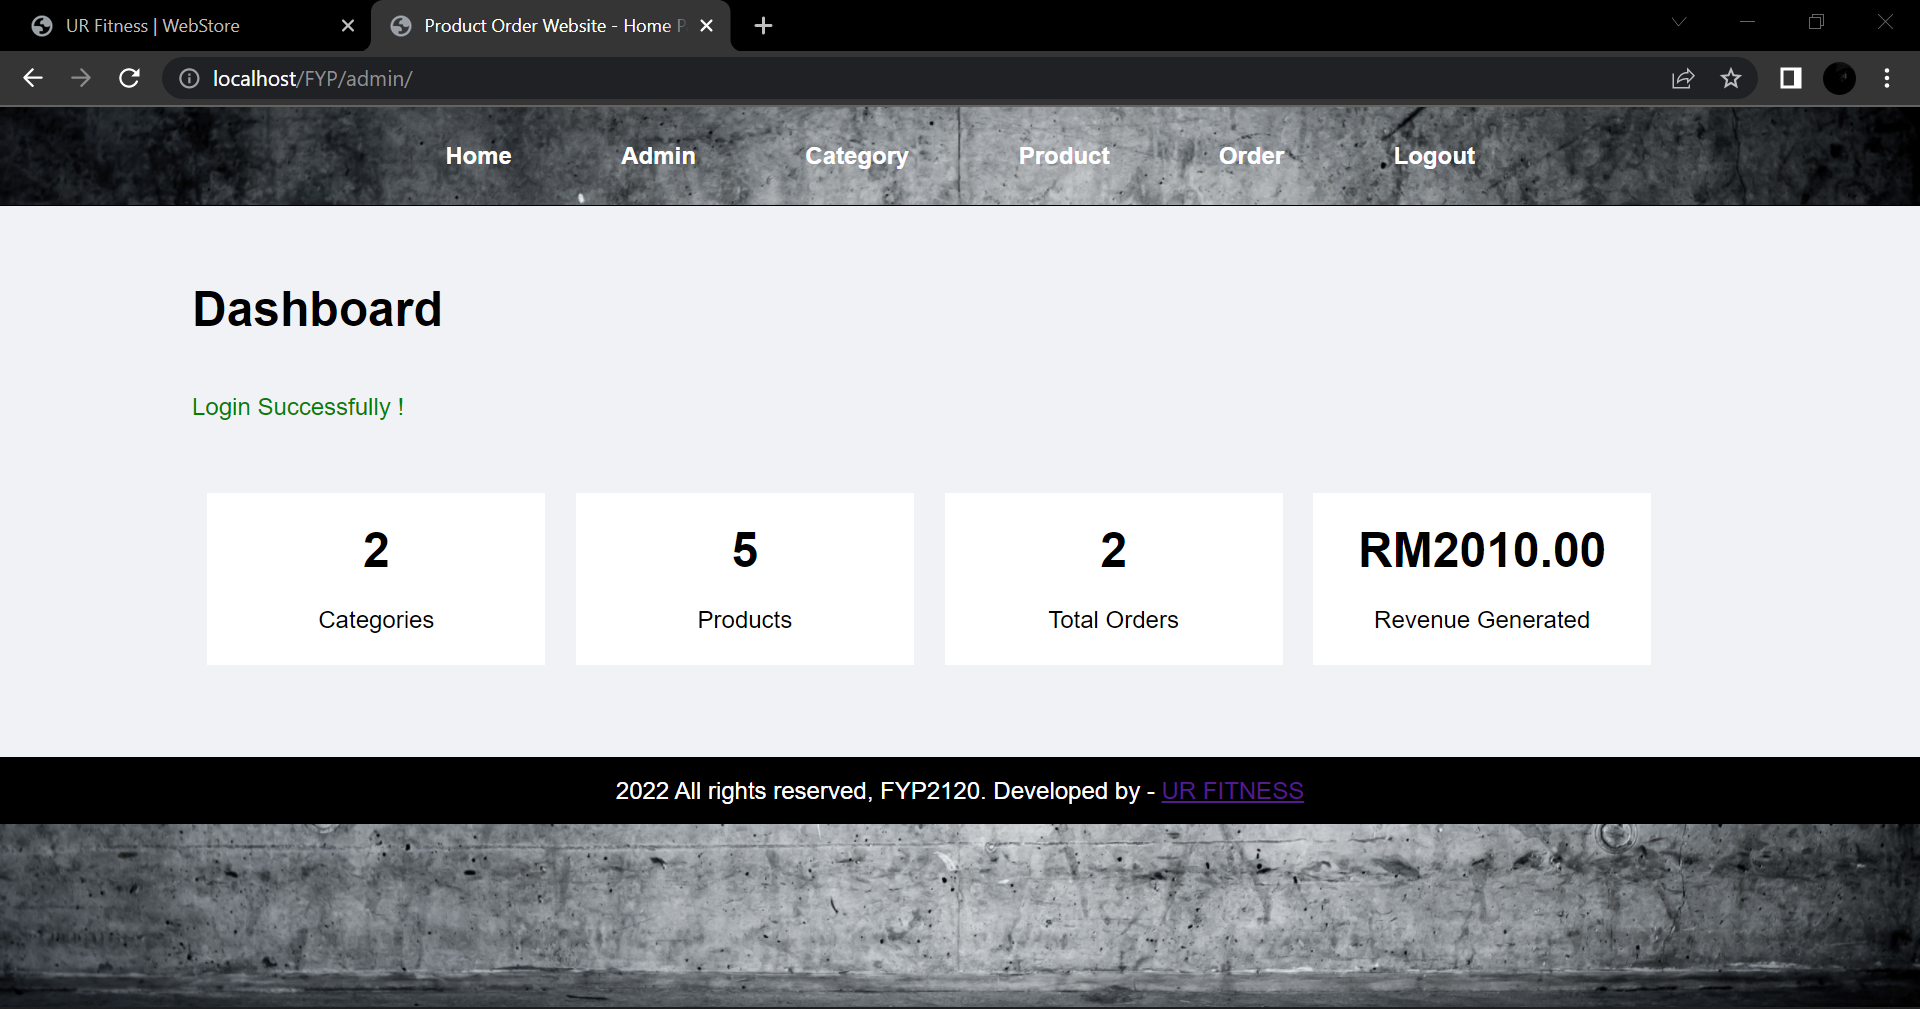 UR Fitness | WebStore
Product Order Website - Home P
localhost/FYP/admin/
Home Admin Category Product Order Logout
Dashboard
Login Successfully !
2 5 2 RM2010.00
Categories Products Total Orders Revenue Generated
2022 All rights reserved, FYP2120. Developed by - UR FITNESS